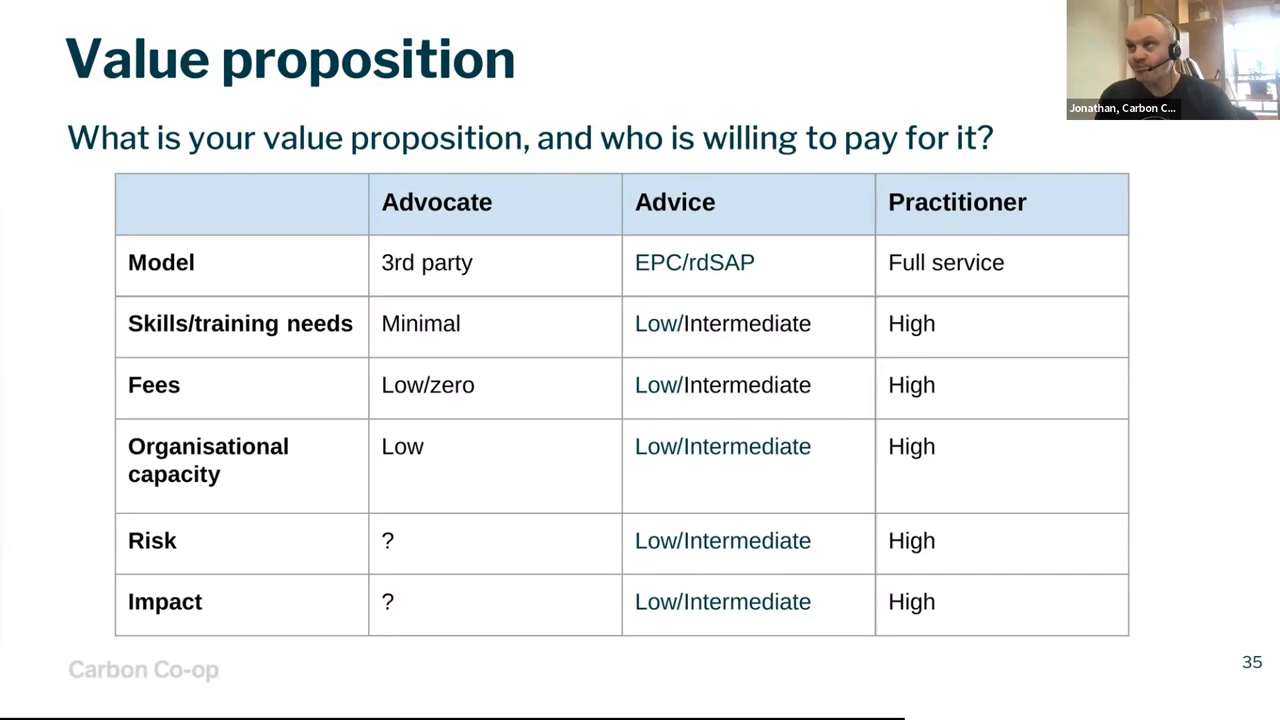 Value proposition
Jonathan, Carbon C...
What is your value proposition, and who is willing to pay for it?
Advocate Advice Practitioner
Model 3rd party EPC/rdSAP Full service
Skills/training needs Minimal Low/Intermediate High
Fees Low/zero Low/Intermediate High
Organisational capacity Low Low/Intermediate High
Risk ? Low/Intermediate High
Impact ? Low/Intermediate High
Carbon Co-op
35